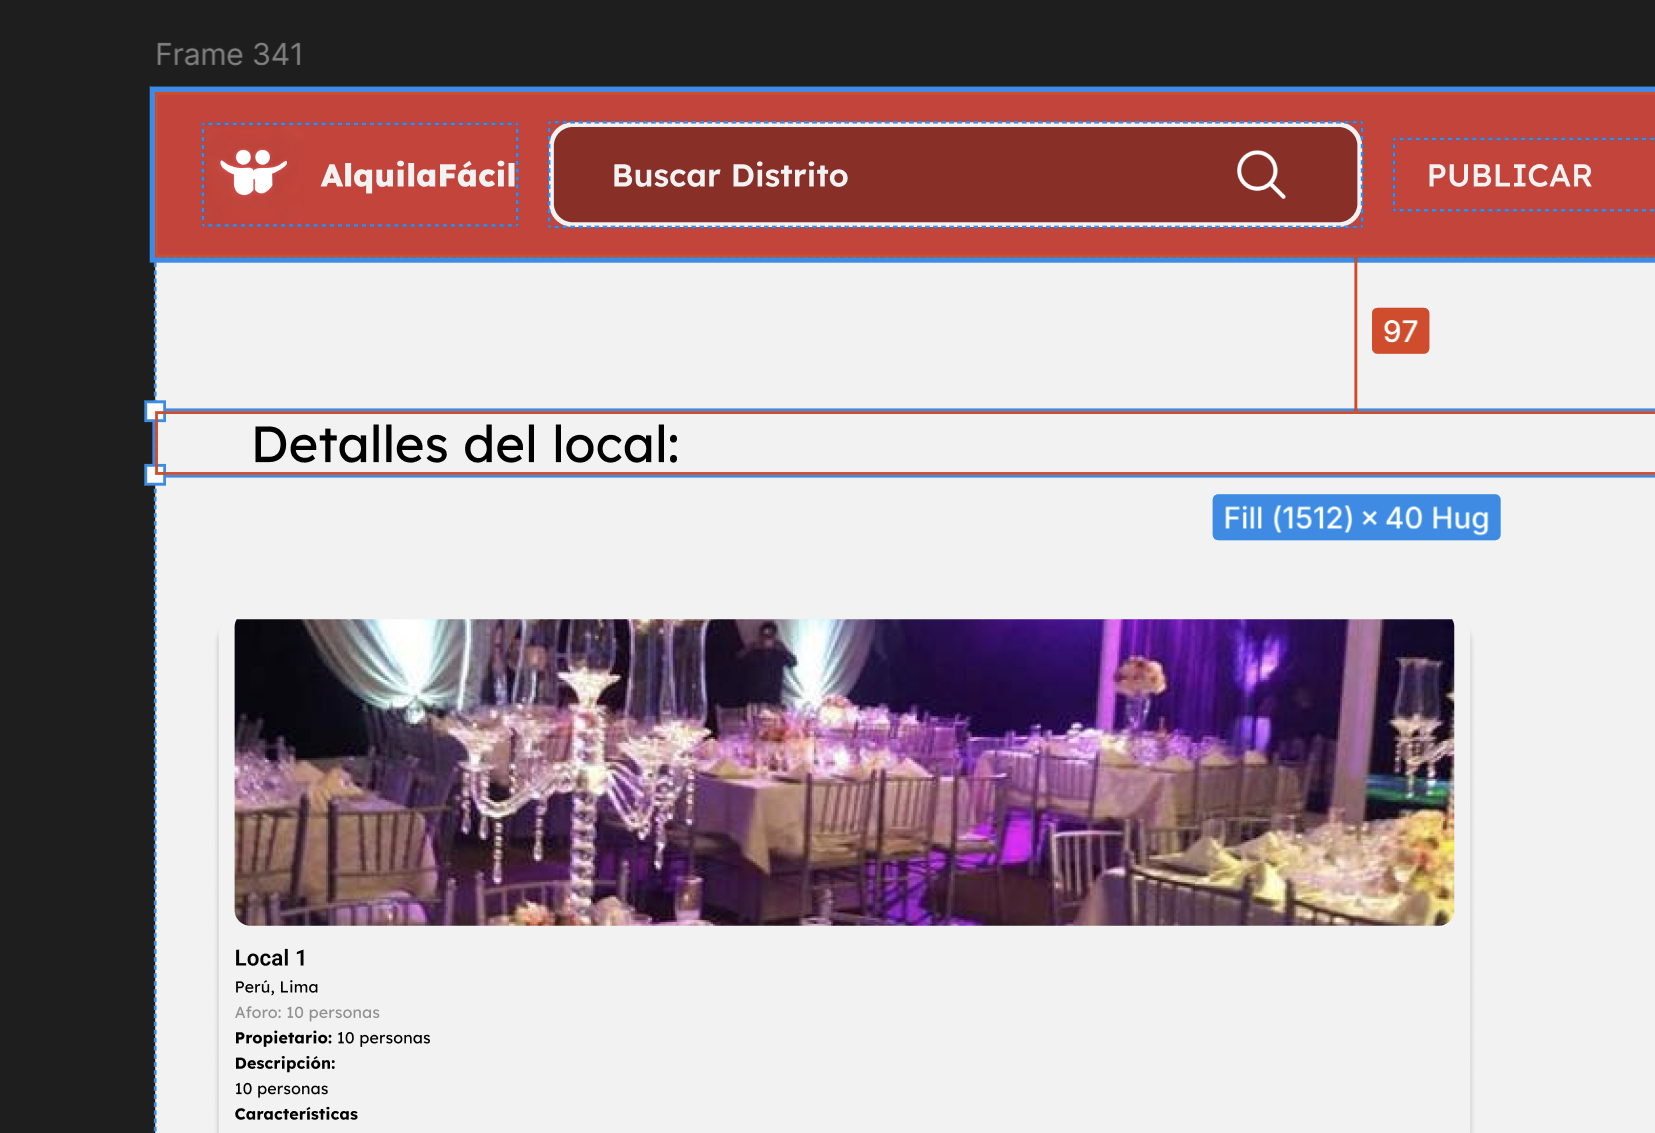 Frame 341
AlquilaFácil
Buscar Distrito
PUBLICAR
97
Detalles del local:
Fill (1512) × 40 Hug
Local 1
Perú, Lima
Aforo: 10 personas
Propietario: 10 personas
Descripción:
10 personas
Características